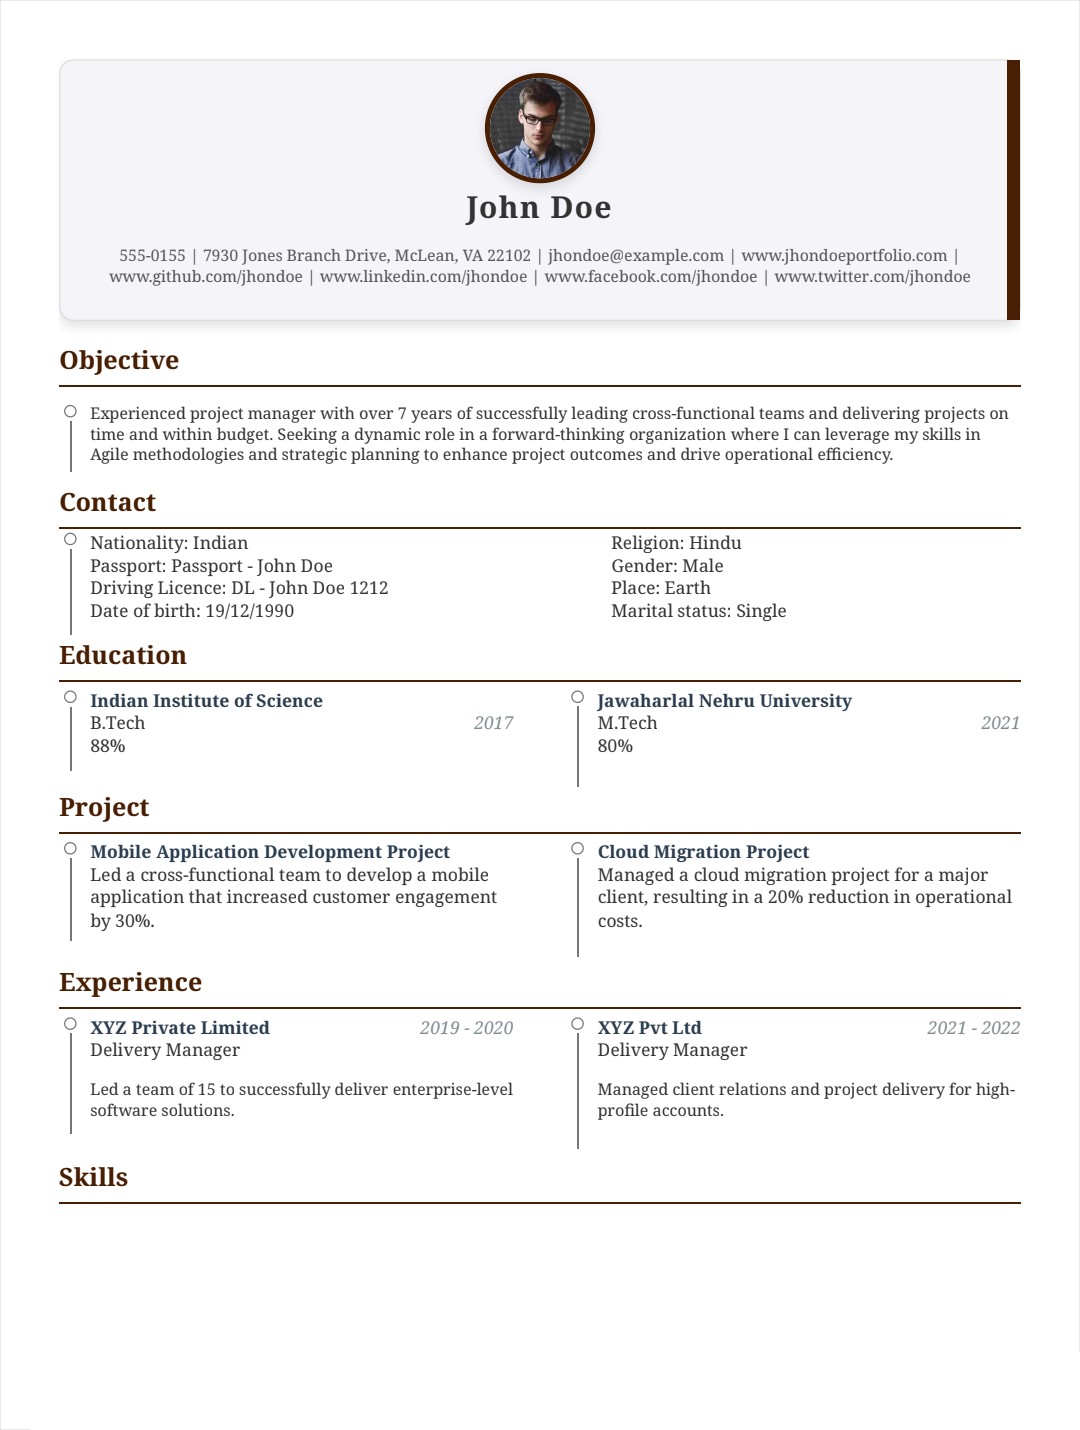 John Doe
555-0155 | 7930 Jones Branch Drive, McLean, VA 22102 | jhondoe@example.com | www.jhondoeportfolio.com |
www.github.com/jhondoe | www.linkedin.com/jhondoe | www.facebook.com/jhondoe | www.twitter.com/jhondoe
Objective
Experienced project manager with over 7 years of successfully leading cross-functional teams and delivering projects on
time and within budget. Seeking a dynamic role in a forward-thinking organization where I can leverage my skills in
Agile methodologies and strategic planning to enhance project outcomes and drive operational efficiency.
Contact
Nationality: Indian
Passport: Passport - John Doe
Driving Licence: DL - John Doe 1212
Date of birth: 19/12/1990
Religion: Hindu
Gender: Male
Place: Earth
Marital status: Single
Education
Indian Institute of Science
B.Tech 2017
88%
Jawaharlal Nehru University
M.Tech 2021
80%
Project
Mobile Application Development Project
Led a cross-functional team to develop a mobile
application that increased customer engagement
by 30%.
Cloud Migration Project
Managed a cloud migration project for a major
client, resulting in a 20% reduction in operational
costs.
Experience
XYZ Private Limited 2019 - 2020
Delivery Manager
Led a team of 15 to successfully deliver enterprise-level
software solutions.
XYZ Pvt Ltd 2021 - 2022
Delivery Manager
Managed client relations and project delivery for high-
profile accounts.
Skills